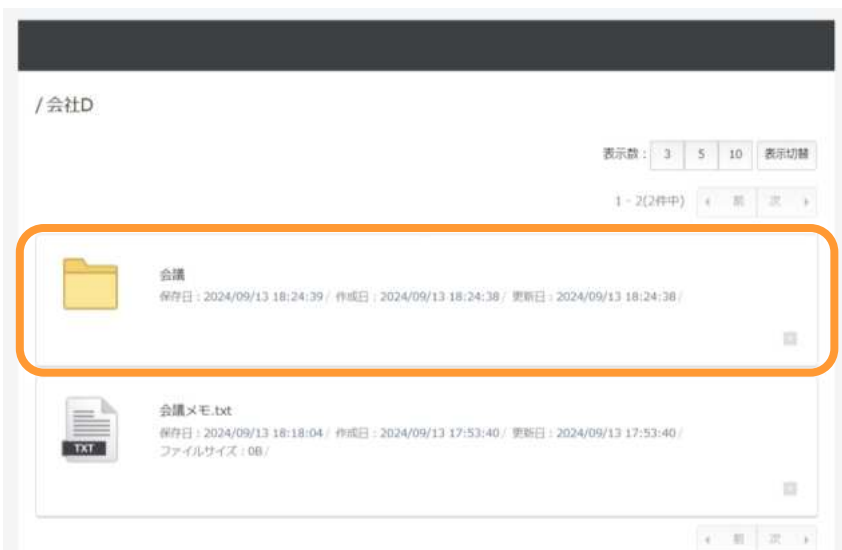 / 会社D
表示数 : 3 5 10 表示切替
1 - 2(2件中) 前 次
会議
保存日 : 2024/09/13 18:24:39 / 作成日 : 2024/09/13 18:24:38 / 更新日 : 2024/09/13 18:24:38 /
会議メモ.txt
TXT
保存日 : 2024/09/13 18:18:04 / 作成日 : 2024/09/13 17:53:40 / 更新日 : 2024/09/13 17:53:40 /
ファイルサイズ : 0B /
前 次